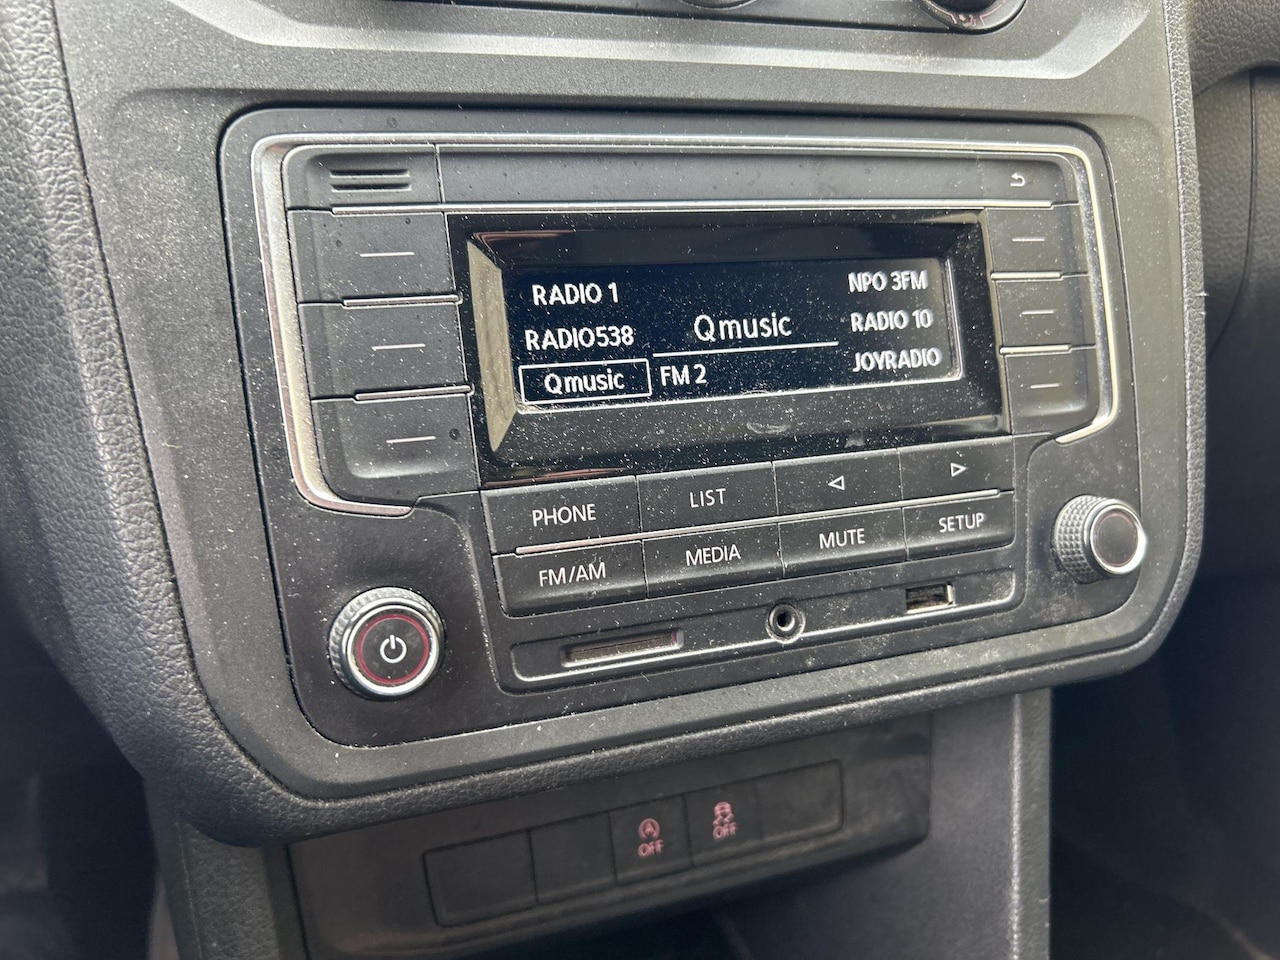 RADIO 1
RADIO538
Qmusic
Qmusic
FM 2
NPO 3FM
RADIO 10
JOYRADIO
PHONE
LIST
FM/AM
MEDIA
MUTE
SETUP
A
OFF
OFF